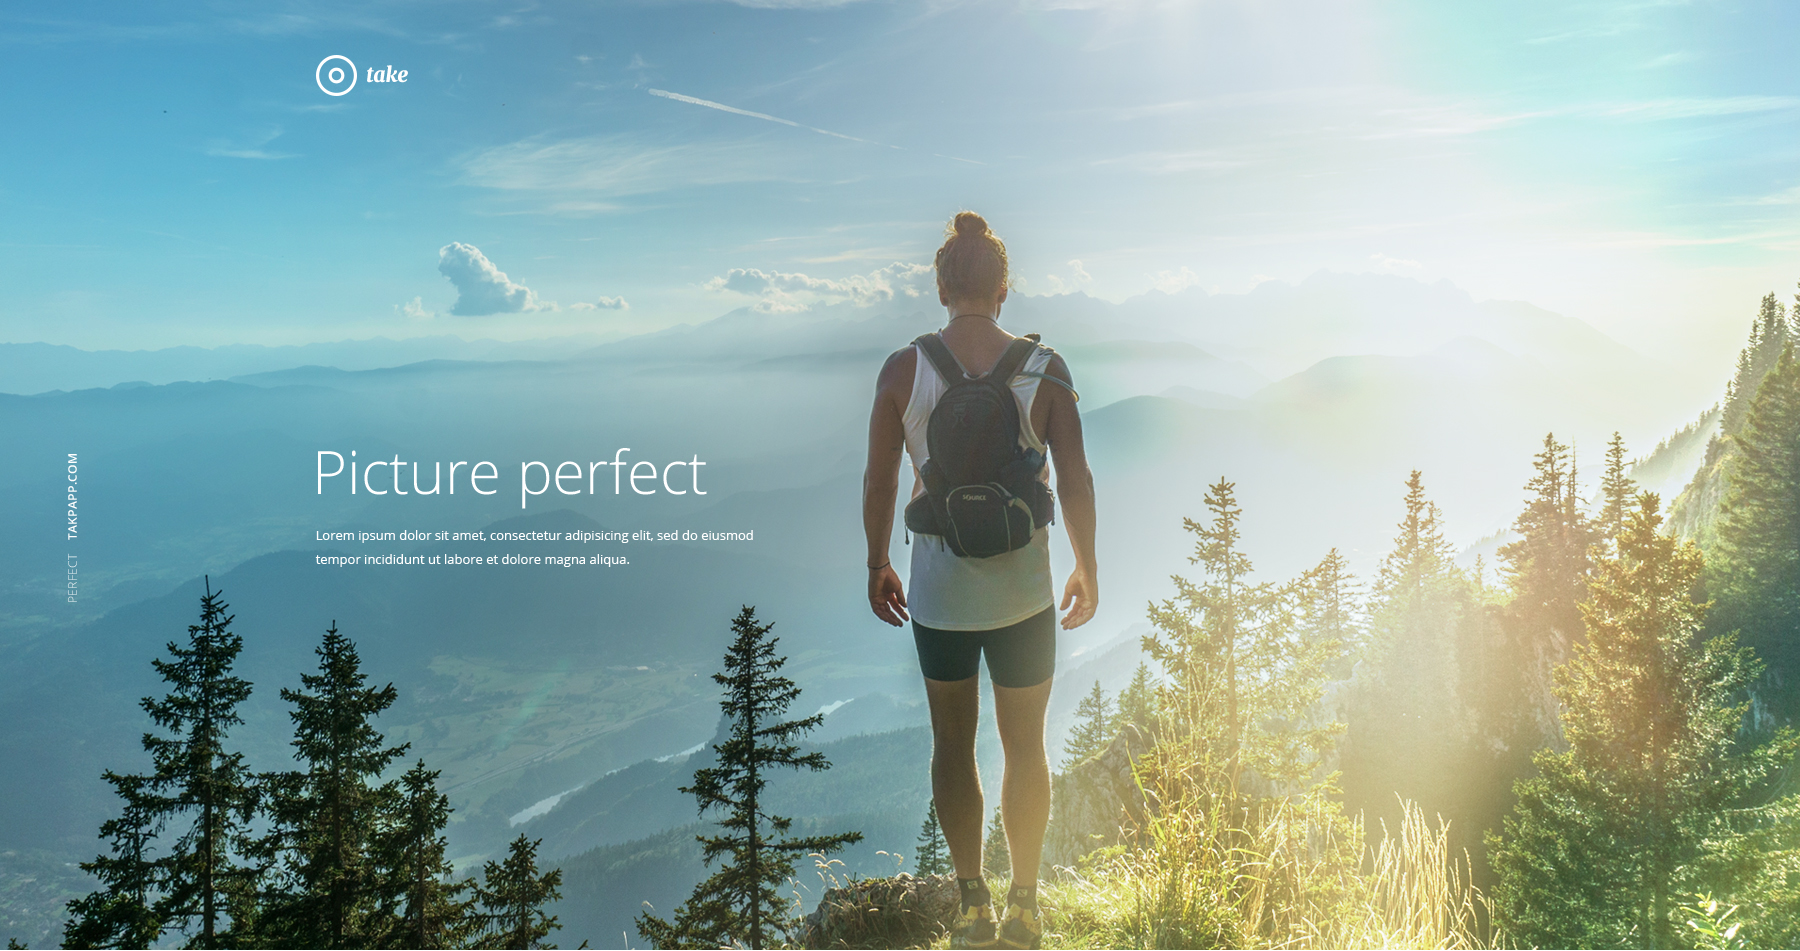 take
Picture perfect
Lorem ipsum dolor sit amet, consectetur adipisicing elit, sed do eiusmod
tempor incididunt ut labore et dolore magna aliqua.
PERFECT TAKPAPP.COM
SOURCE